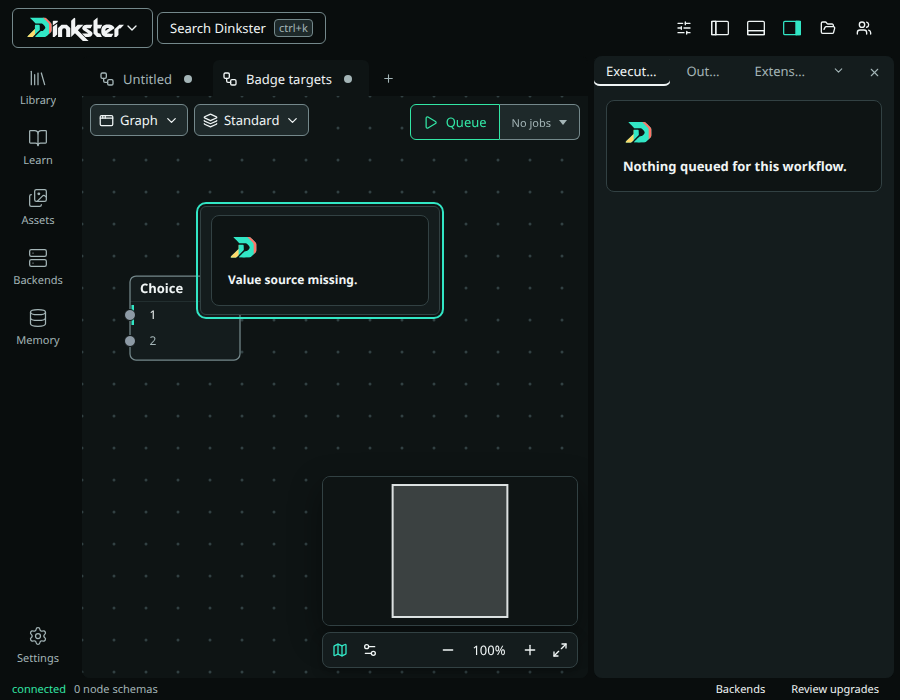 Dinkster
Search Dinkster ctrl+k
Library
Learn
Assets
Backends
Memory
Settings
Untitled
Badge targets
Graph
Standard
Queue
No jobs
Value source missing.
Choice
1
2
100%
Execut...
Out...
Extens...
Nothing queued for this workflow.
connected 0 node schemas
Backends
Review upgrades